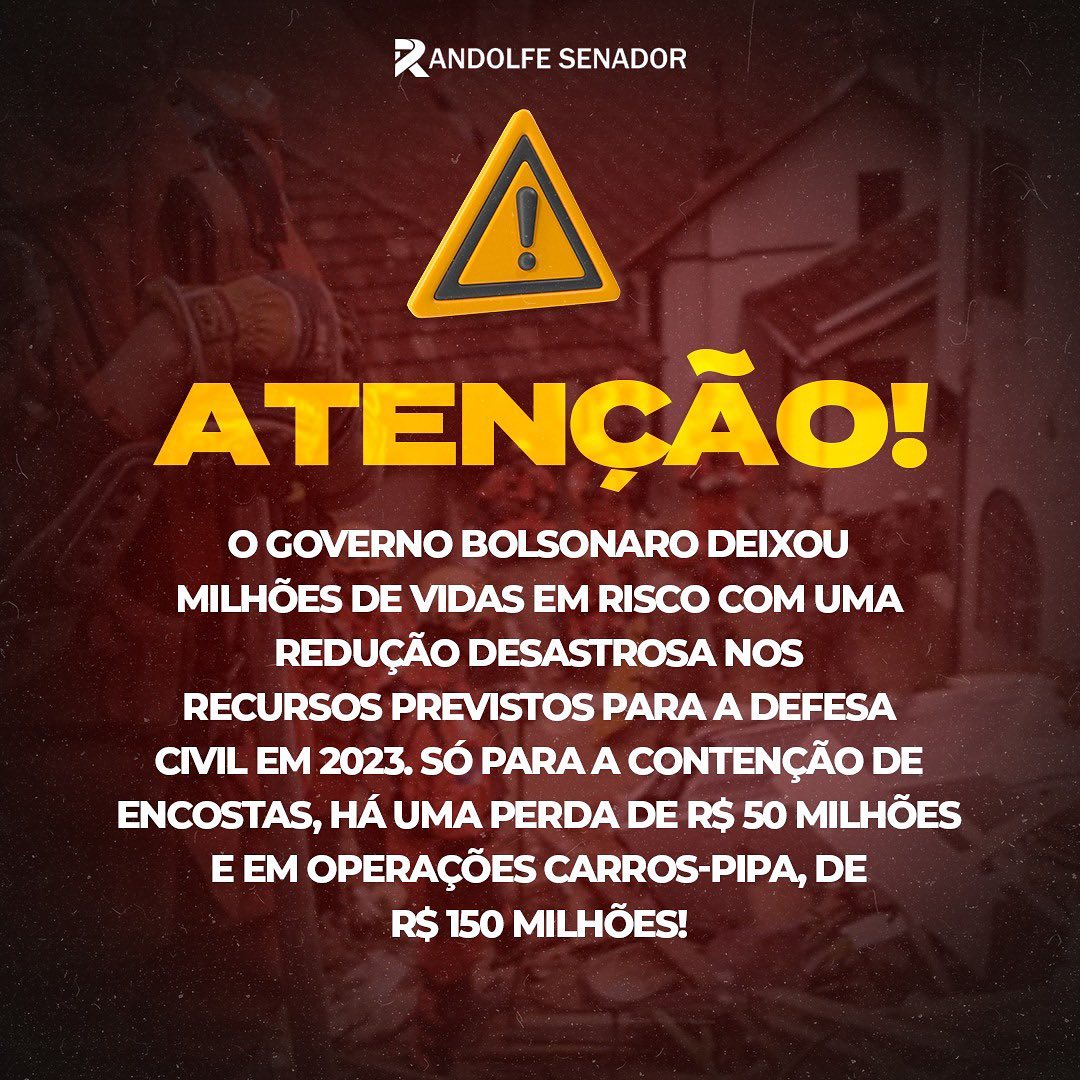 RANDOLFE SENADOR
ATENÇÃO!
O GOVERNO BOLSONARO DEIXOU
MILHÕES DE VIDAS EM RISCO COM UMA
REDUÇÃO DESASTROSA NOS
RECURSOS PREVISTOS PARA A DEFESA
CIVIL EM 2023. SÓ PARA A CONTENÇÃO DE
ENCOSTAS, HÁ UMA PERDA DE R$ 50 MILHÕES
E EM OPERAÇÕES CARROS-PIPA, DE
R$ 150 MILHÕES!